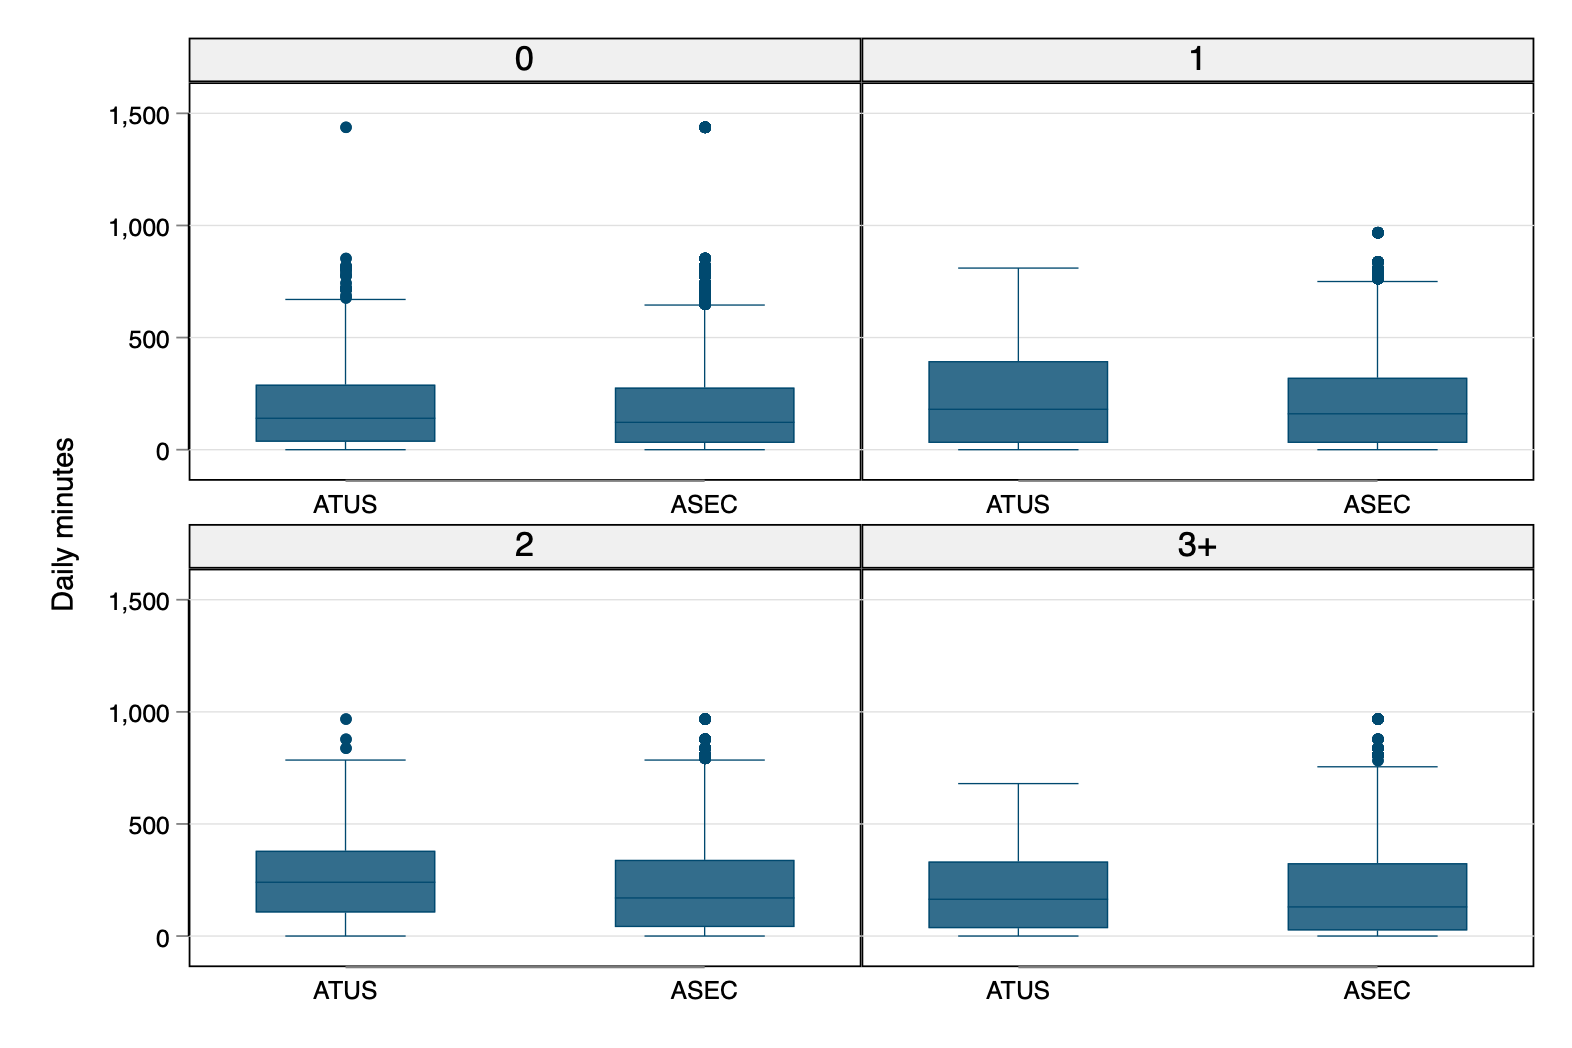 0
1
1,500
1,000
500
0
ATUS
ASEC
ATUS
ASEC
Daily minutes
2
3+
1,500
1,000
500
0
ATUS
ASEC
ATUS
ASEC